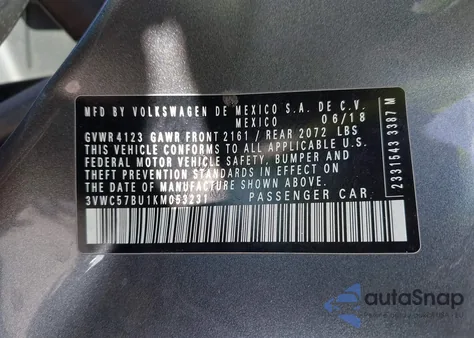 MFD BY VOLKSWAGEN DE MEXICO S.A. DE C.V.
MEXICO 06/18
GVWR 4123 GAWR FRONT 2161 / REAR 2072 LBS
THIS VEHICLE CONFORMS TO ALL APPLICABLE U.S.
FEDERAL MOTOR VEHICLE SAFETY, BUMPER AND
THEFT PREVENTION STANDARDS IN EFFECT ON
THE DATE OF MANUFACTURE SHOWN ABOVE.
3VWC57BU1KM053231 PASSENGER CAR
2331543 3387 M
autoSnap